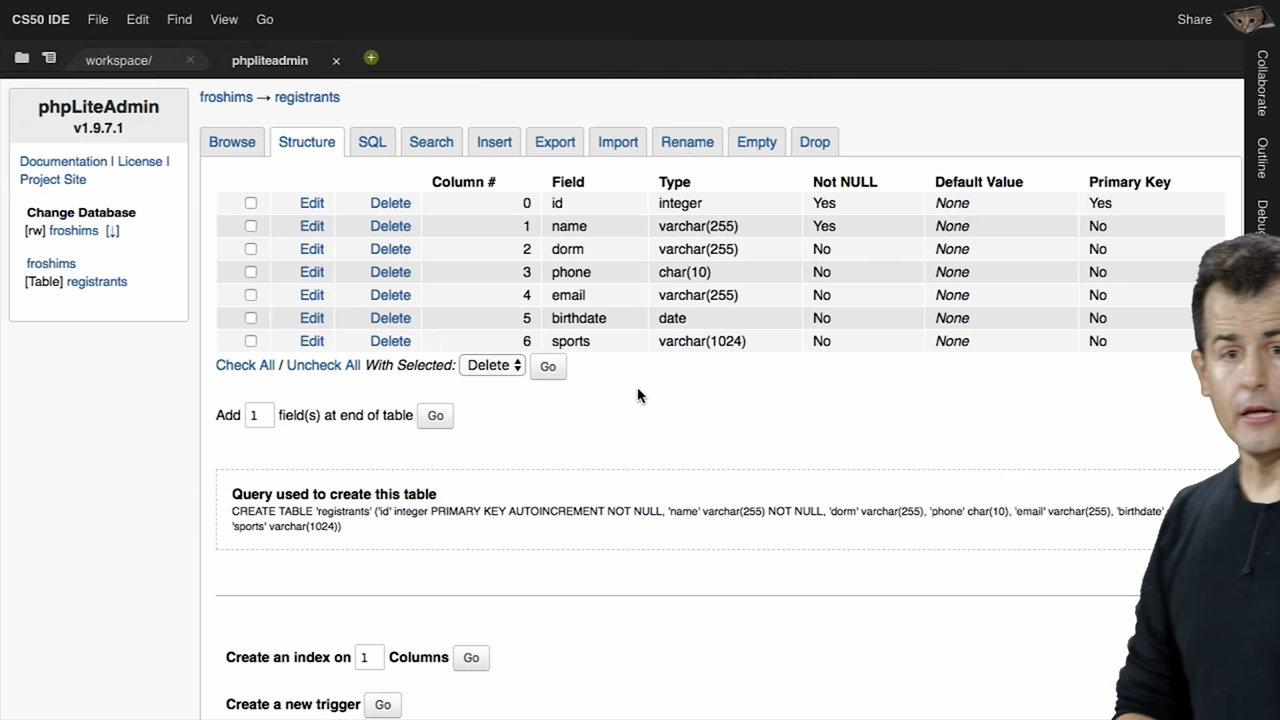 CS50 IDE File Edit Find View Go Share
workspace/ × phpliteadmin ×
phpLiteAdmin
v1.9.7.1
Documentation | License |
Project Site
Change Database
[rw] froshims [↓]
froshims
[Table] registrants
froshims → registrants
Browse Structure SQL Search Insert Export Import Rename Empty Drop
Column # Field Type Not NULL Default Value Primary Key
Edit Delete 0 id integer Yes None Yes
Edit Delete 1 name varchar(255) Yes None No
Edit Delete 2 dorm varchar(255) No None No
Edit Delete 3 phone char(10) No None No
Edit Delete 4 email varchar(255) No None No
Edit Delete 5 birthdate date No None No
Edit Delete 6 sports varchar(1024) No None No
Check All / Uncheck All With Selected: Delete Go
Add 1 field(s) at end of table Go
Query used to create this table
CREATE TABLE 'registrants' ('id' integer PRIMARY KEY AUTOINCREMENT NOT NULL, 'name' varchar(255) NOT NULL, 'dorm' varchar(255), 'phone' char(10), 'email' varchar(255), 'birthdate'
'sports' varchar(1024))
Create an index on 1 Columns Go
Create a new trigger Go
Collaborate
Outline